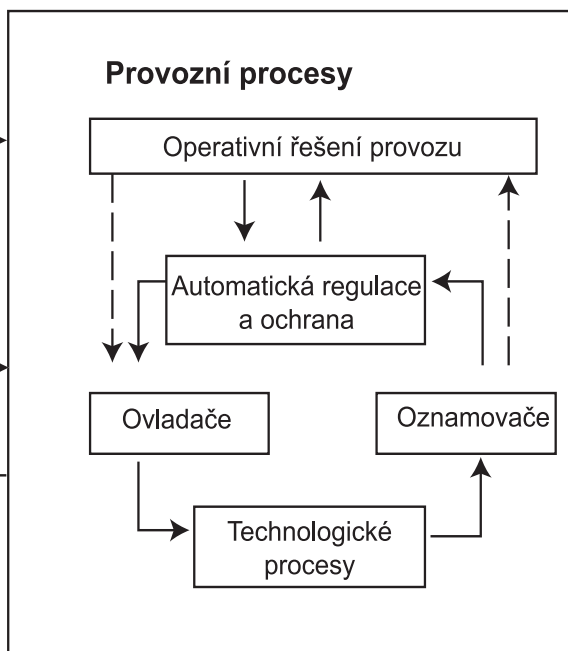 Provozní procesy
Operativní řešení provozu
Automatická regulace
a ochrana
Ovladače
Oznamovače
Technologické
procesy